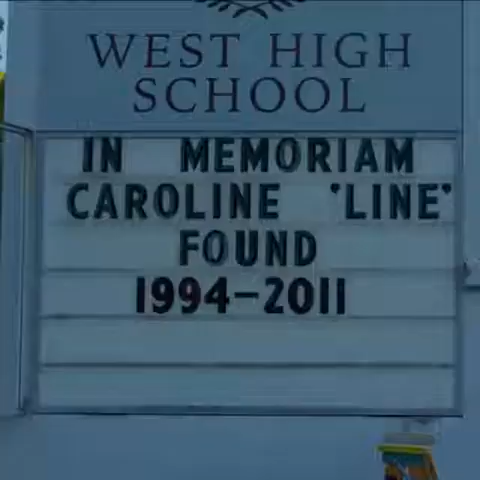 WEST HIGH
SCHOOL
IN MEMORIAM
CAROLINE 'LINE'
FOUND
1994-2011